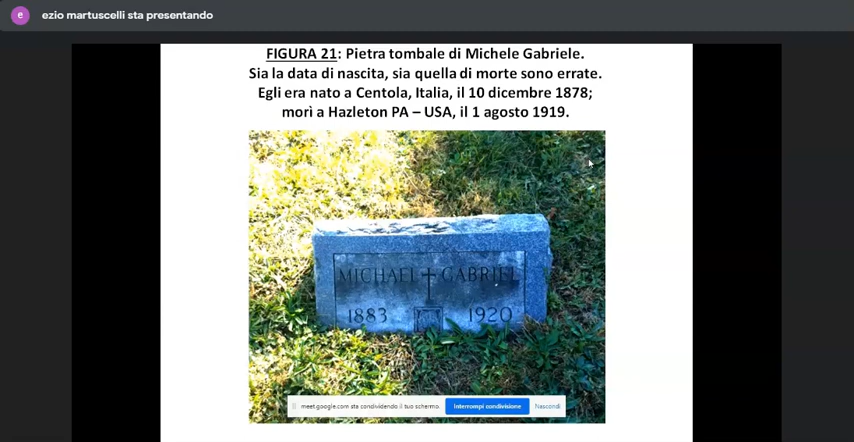 e ezio martuscelli sta presentando
FIGURA 21: Pietra tombale di Michele Gabriele.
Sia la data di nascita, sia quella di morte sono errate.
Egli era nato a Centola, Italia, il 10 dicembre 1878;
morì a Hazleton PA – USA, il 1 agosto 1919.
MICHAEL GABRIEL
1883 1920
meet.google.com sta condividendo il tuo schermo. Interrompi condivisione Nascondi